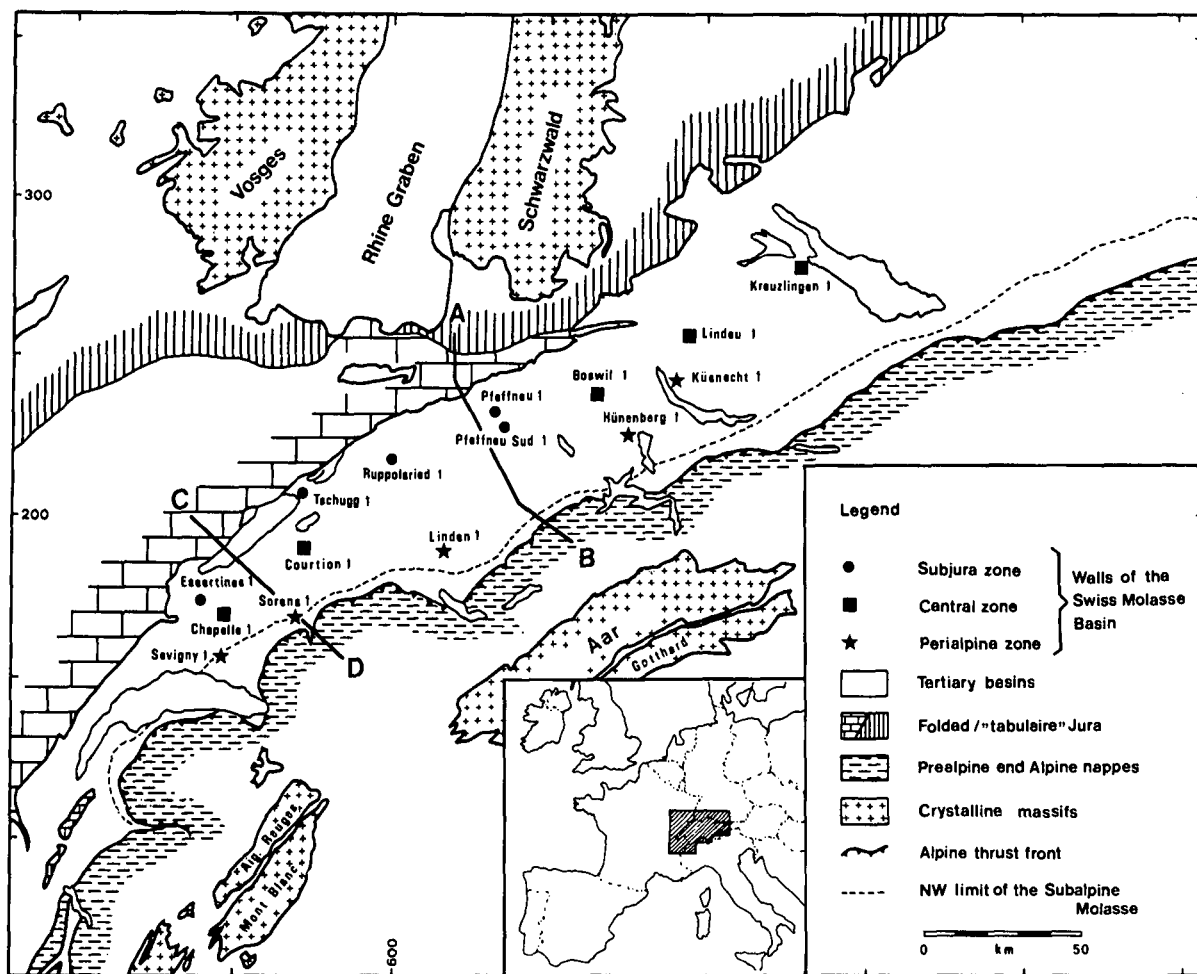 Vosges
Rhine Graben
Schwarzwald
300
A
Kreuzlingen 1
Lindau 1
Boswil 1
Küsnacht 1
Pfaffnau 1
Hünenberg 1
Pfaffnau Sud 1
Ruppolsried 1
C
Tschugg 1
200
Linden 1
Courtion 1
B
Essertines 1
Sorens 1
Chapelle 1
Savigny 1
D
Aar
Gotthard
Aig. Rouges
Mont Blanc
600
Legend
Subjura zone
Central zone
Perialpine zone
Wells of the
Swiss Molasse
Basin
Tertiary basins
Folded / "tabulaire" Jura
Prealpine and Alpine nappes
Crystalline massifs
Alpine thrust front
NW limit of the Subalpine
Molasse
0 50
km